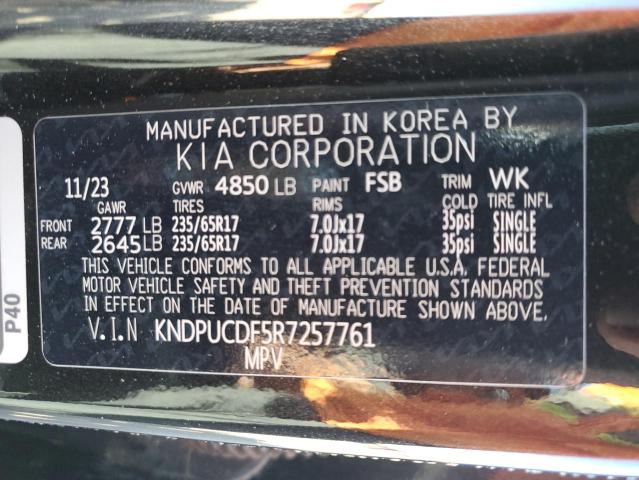 MANUFACTURED IN KOREA BY
KIA CORPORATION
11/23 GVWR 4850 LB PAINT FSB TRIM WK
GAWR TIRES RIMS COLD TIRE INFL
FRONT 2777 LB 235/65R17 7.0Jx17 35psi SINGLE
REAR 2645 LB 235/65R17 7.0Jx17 35psi SINGLE
THIS VEHICLE CONFORMS TO ALL APPLICABLE U.S.A. FEDERAL
MOTOR VEHICLE SAFETY AND THEFT PREVENTION STANDARDS
IN EFFECT ON THE DATE OF MANUFACTURE SHOWN ABOVE.
V.I.N KNDPUCDF5R7257761
MPV
P40